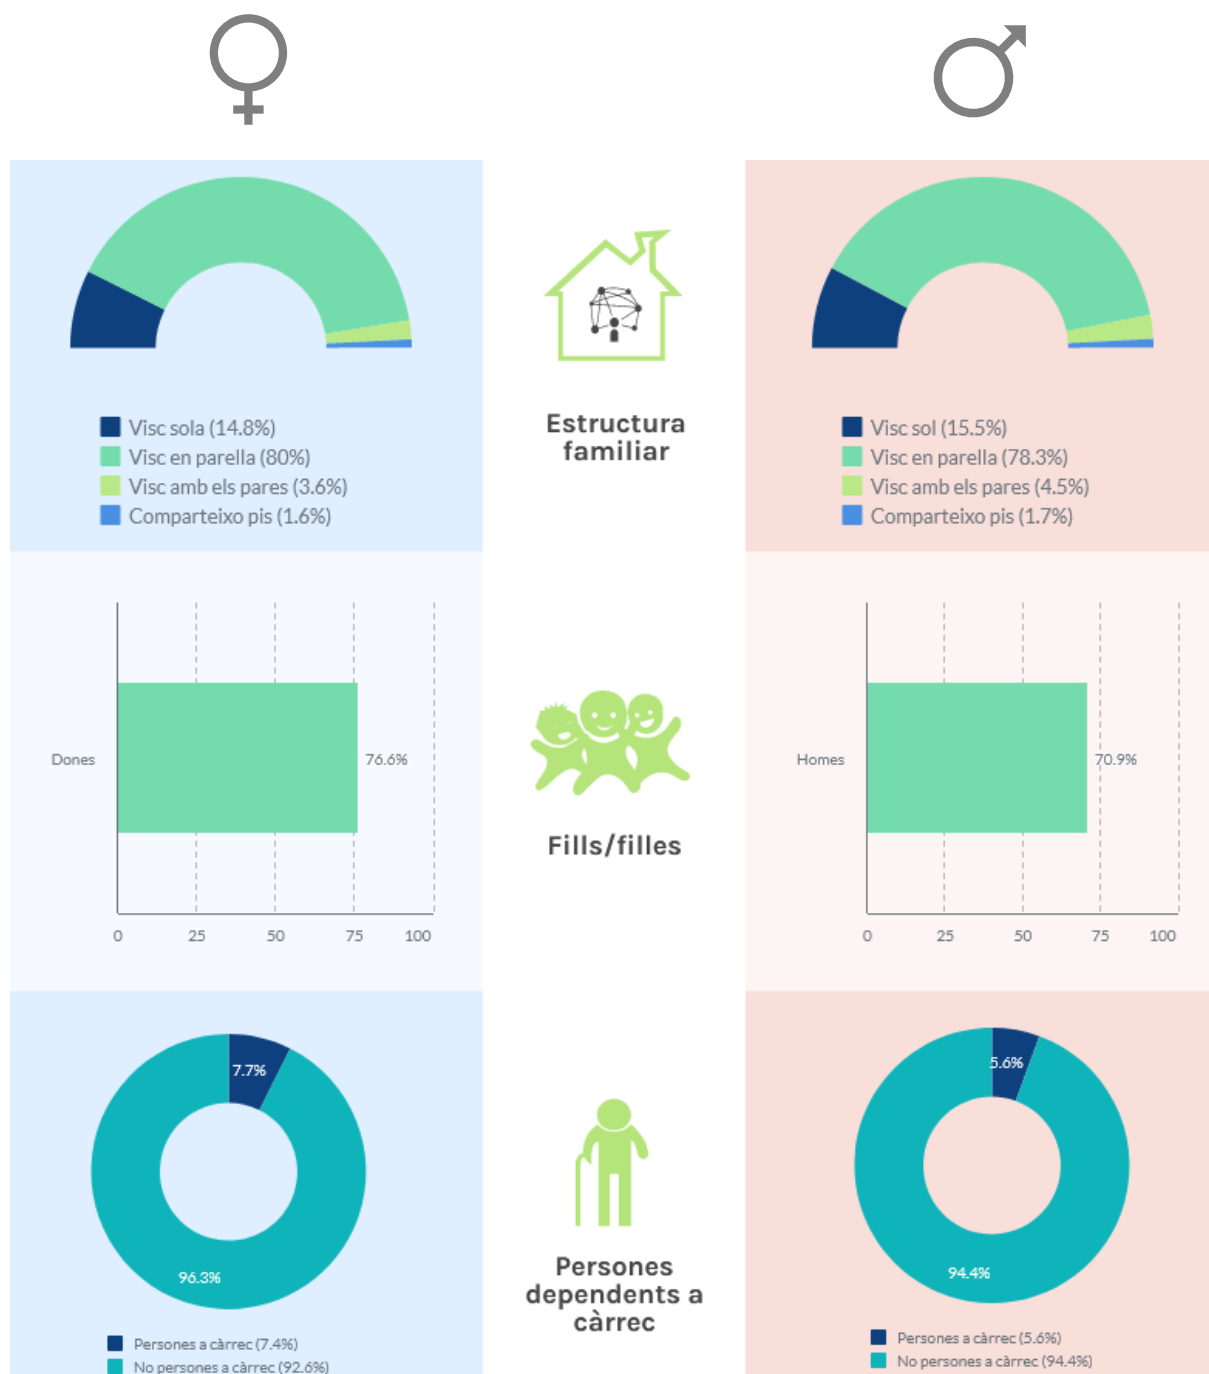 Visc sola (14.8%)
Visc en parella (80%)
Visc amb els pares (3.6%)
Comparteixo pis (1.6%)
Estructura
familiar
Visc sol (15.5%)
Visc en parella (78.3%)
Visc amb els pares (4.5%)
Comparteixo pis (1.7%)
Dones
76.6%
0 25 50 75 100
Fills/filles
Homes
70.9%
0 25 50 75 100
7.7%
96.3%
Persones a càrrec (7.4%)
No persones a càrrec (92.6%)
Persones
dependents a
càrrec
5.6%
94.4%
Persones a càrrec (5.6%)
No persones a càrrec (94.4%)